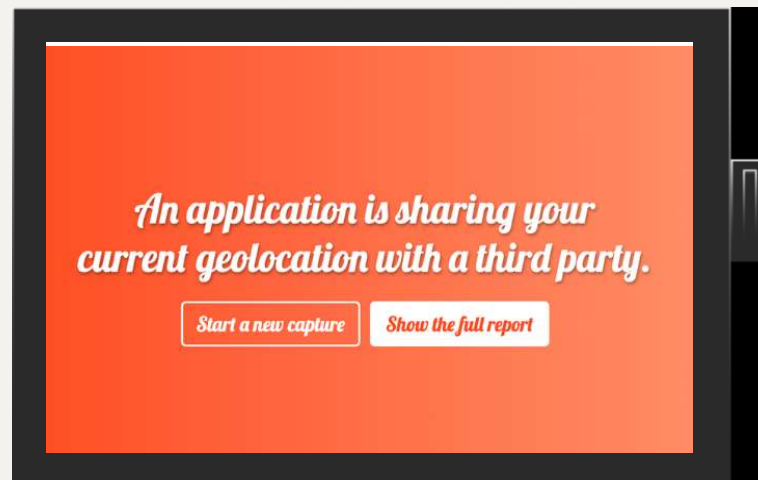 An application is sharing your
current geolocation with a third party.
Start a new capture
Show the full report